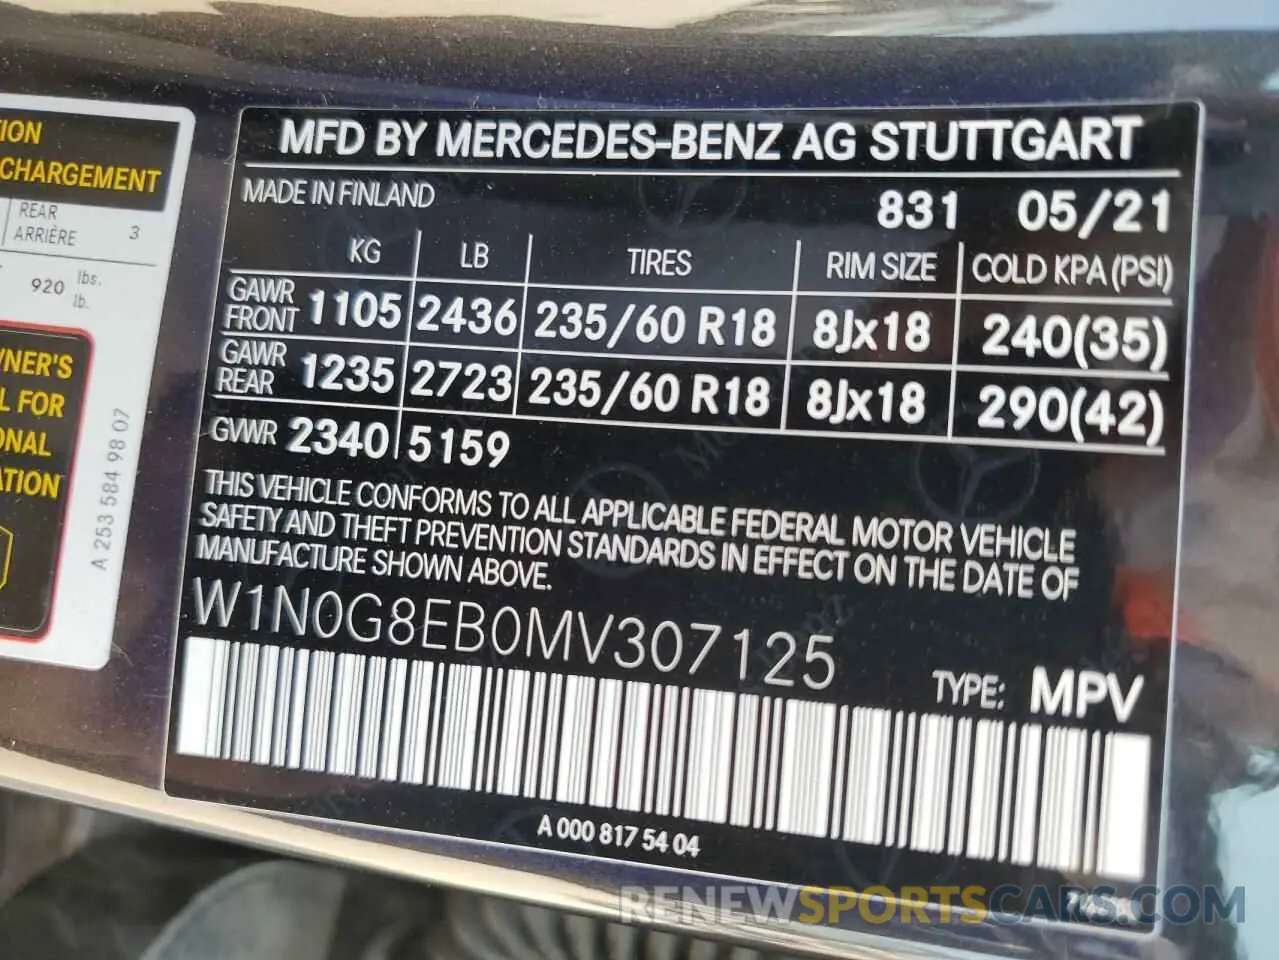 TION
CHARGEMENT
REAR
ARRIÈRE 3
920 lbs.
lb.
WNER'S
L FOR
ONAL
ATION
A 253 584 98 07
MFD BY MERCEDES-BENZ AG STUTTGART
MADE IN FINLAND 831 05/21
KG LB TIRES RIM SIZE COLD KPA (PSI)
GAWR FRONT 1105 2436 235/60 R18 8Jx18 240(35)
GAWR REAR 1235 2723 235/60 R18 8Jx18 290(42)
GVWR 2340 5159
THIS VEHICLE CONFORMS TO ALL APPLICABLE FEDERAL MOTOR VEHICLE
SAFETY AND THEFT PREVENTION STANDARDS IN EFFECT ON THE DATE OF
MANUFACTURE SHOWN ABOVE.
W1N0G8EB0MV307125
TYPE: MPV
A 000 817 54 04
RENEWSPORTSCARS.COM